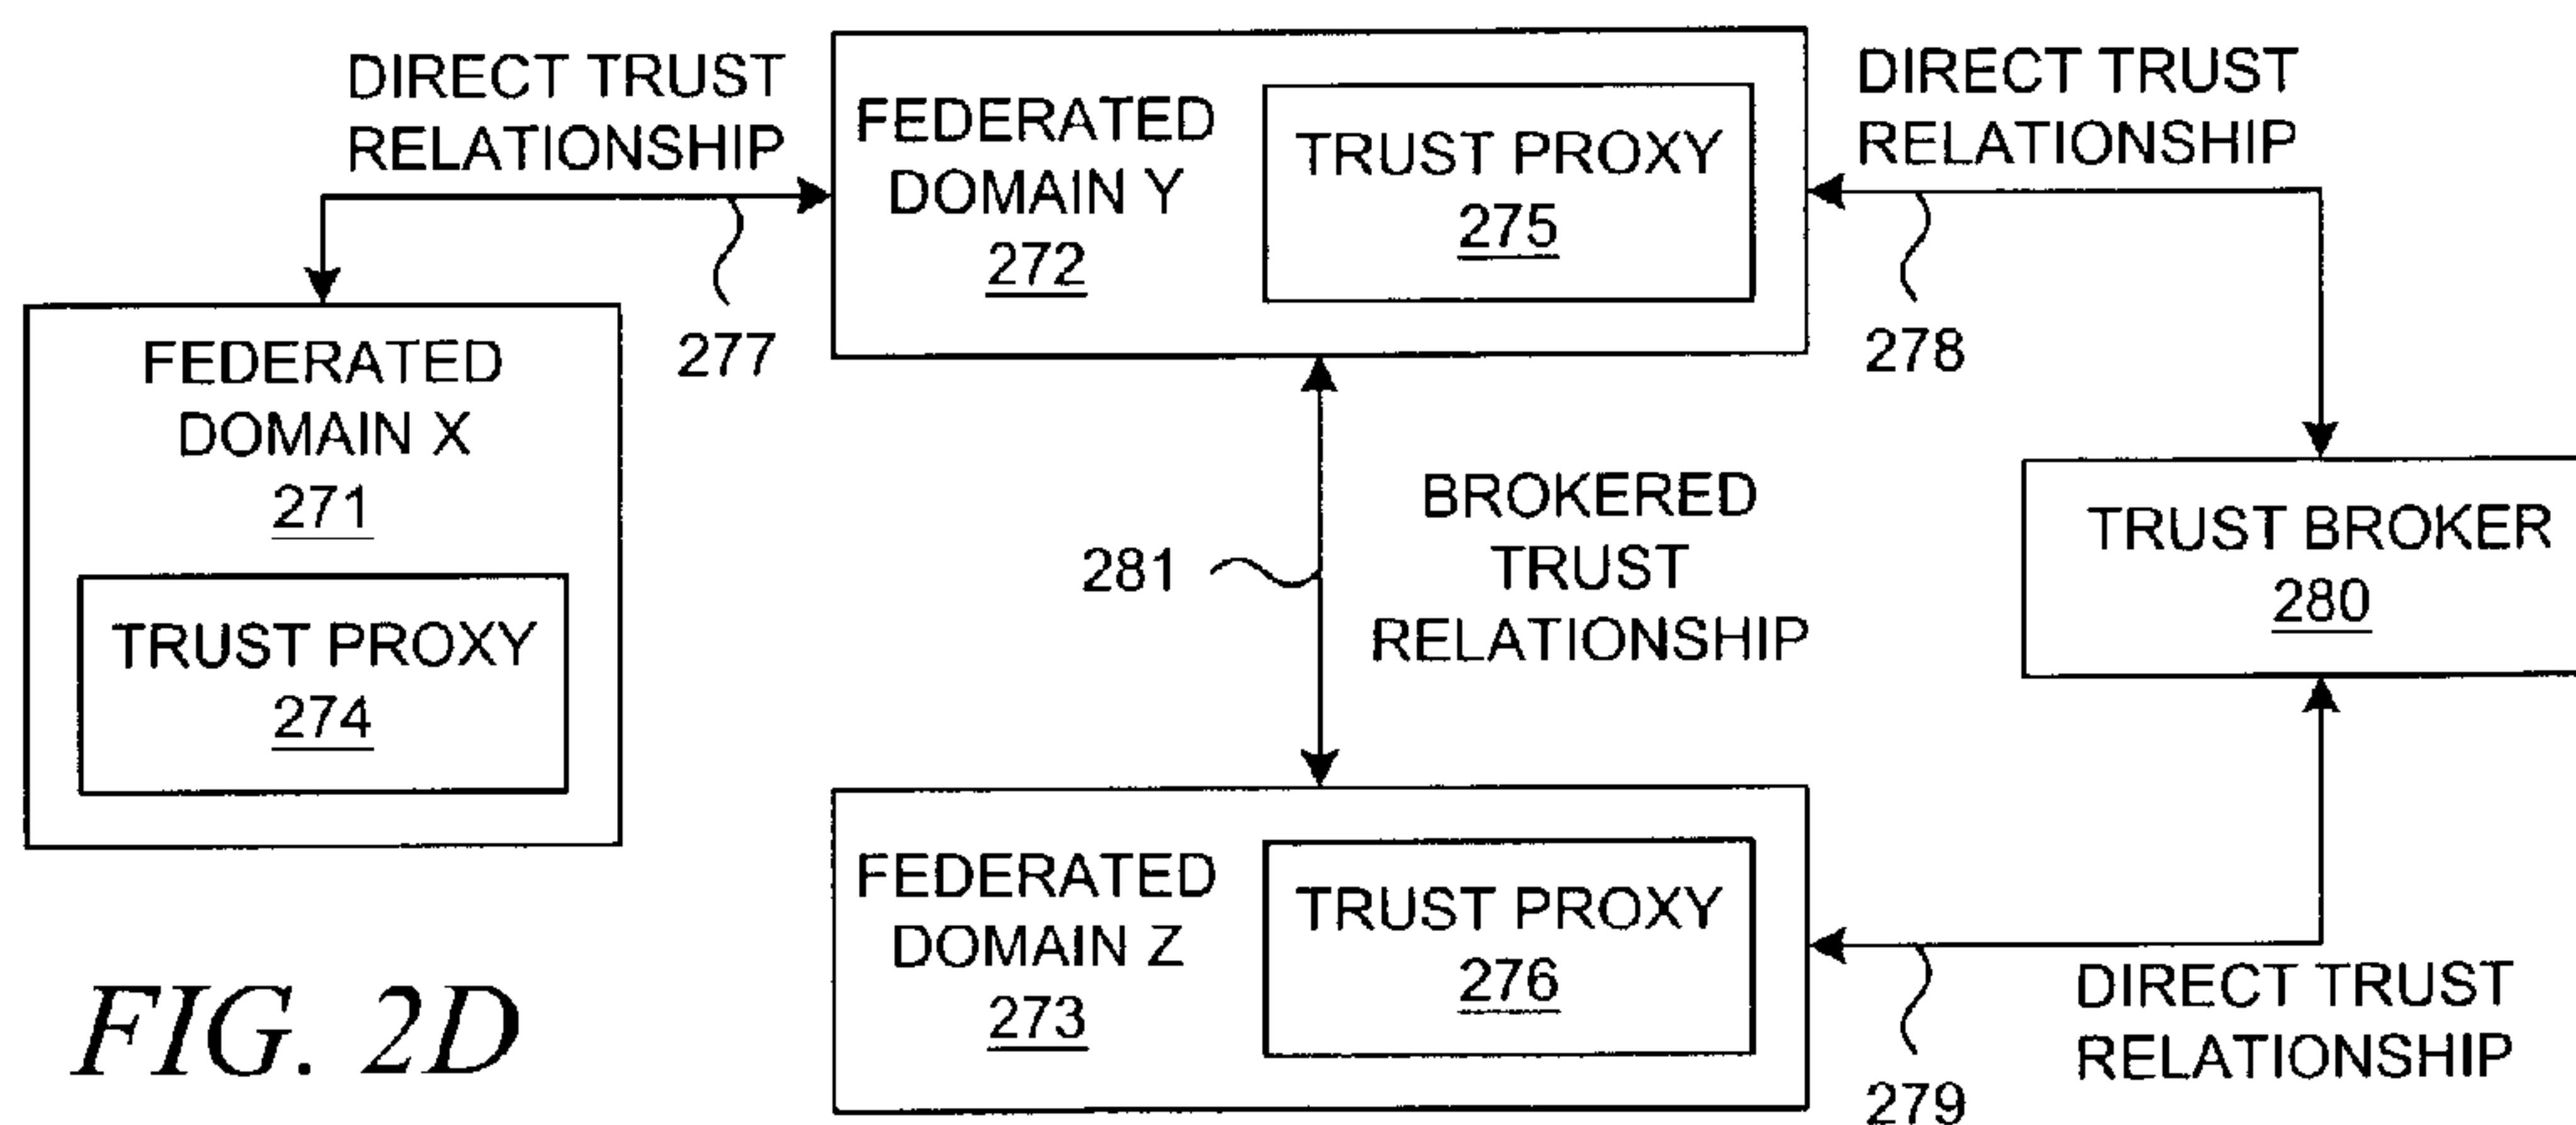 DIRECT TRUST
RELATIONSHIP
277
FEDERATED
DOMAIN X
271
TRUST PROXY
274
FEDERATED
DOMAIN Y
272
TRUST PROXY
275
DIRECT TRUST
RELATIONSHIP
278
281
BROKERED
TRUST
RELATIONSHIP
TRUST BROKER
280
FEDERATED
DOMAIN Z
273
TRUST PROXY
276
279
DIRECT TRUST
RELATIONSHIP
FIG. 2D